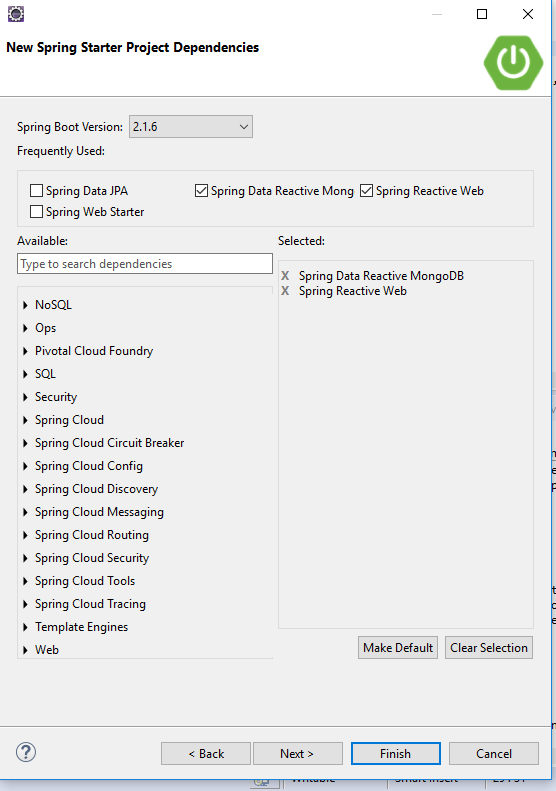 New Spring Starter Project Dependencies
Spring Boot Version: 2.1.6
Frequently Used:
Spring Data JPA Spring Data Reactive Mong Spring Reactive Web
Spring Web Starter
Available: Selected:
Type to search dependencies
X Spring Data Reactive MongoDB
X Spring Reactive Web
NoSQL
Ops
Pivotal Cloud Foundry
SQL
Security
Spring Cloud
Spring Cloud Circuit Breaker
Spring Cloud Config
Spring Cloud Discovery
Spring Cloud Messaging
Spring Cloud Routing
Spring Cloud Security
Spring Cloud Tools
Spring Cloud Tracing
Template Engines
Web
Make Default Clear Selection
? < Back Next > Finish Cancel